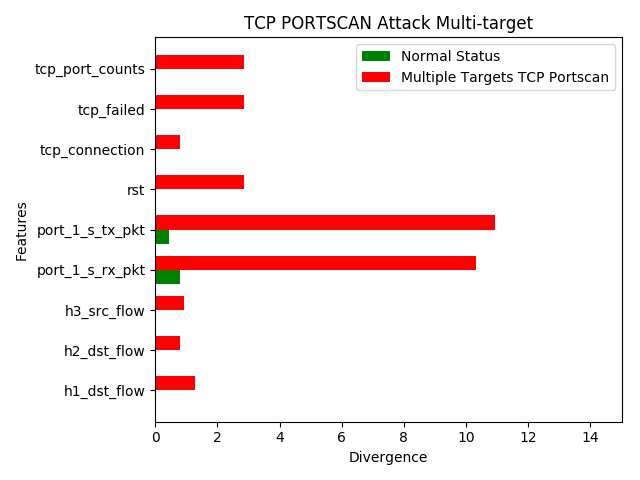 TCP PORTSCAN Attack Multi-target
Normal Status
Multiple Targets TCP Portscan
Features
tcp_port_counts
tcp_failed
tcp_connection
rst
port_1_s_tx_pkt
port_1_s_rx_pkt
h3_src_flow
h2_dst_flow
h1_dst_flow
0 2 4 6 8 10 12 14
Divergence